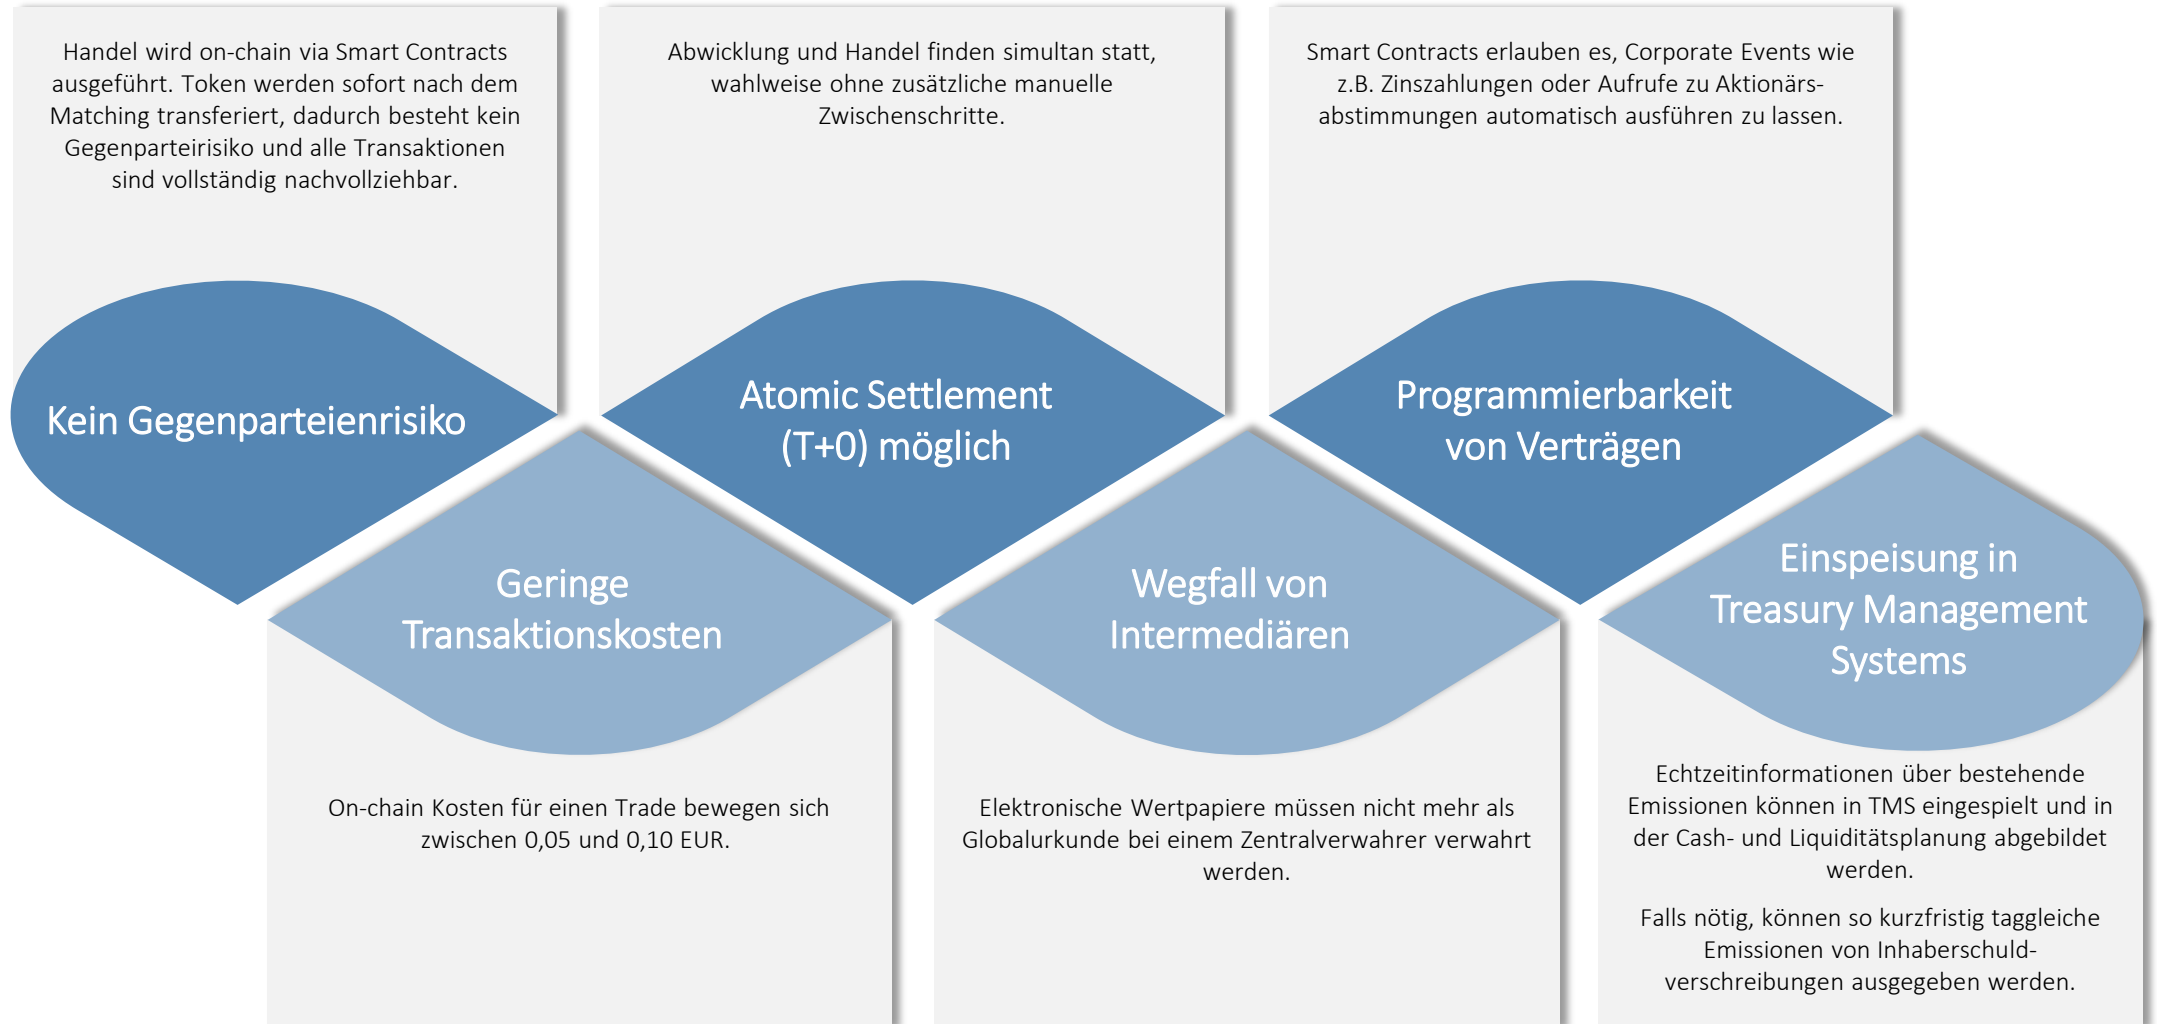 Handel wird on-chain via Smart Contracts
ausgeführt. Token werden sofort nach dem
Matching transferiert, dadurch besteht kein
Gegenparteirisiko und alle Transaktionen
sind vollständig nachvollziehbar.
Kein Gegenparteienrisiko
Geringe
Transaktionskosten
On-chain Kosten für einen Trade bewegen sich
zwischen 0,05 und 0,10 EUR.
Abwicklung und Handel finden simultan statt,
wahlweise ohne zusätzliche manuelle
Zwischenschritte.
Atomic Settlement
(T+0) möglich
Wegfall von
Intermediären
Elektronische Wertpapiere müssen nicht mehr als
Globalurkunde bei einem Zentralverwahrer verwahrt
werden.
Smart Contracts erlauben es, Corporate Events wie
z.B. Zinszahlungen oder Aufrufe zu Aktionärs-
abstimmungen automatisch ausführen zu lassen.
Programmierbarkeit
von Verträgen
Einspeisung in
Treasury Management
Systems
Echtzeitinformationen über bestehende
Emissionen können in TMS eingespielt und in
der Cash- und Liquiditätsplanung abgebildet
werden.
Falls nötig, können so kurzfristig taggleiche
Emissionen von Inhaberschuld-
verschreibungen ausgegeben werden.